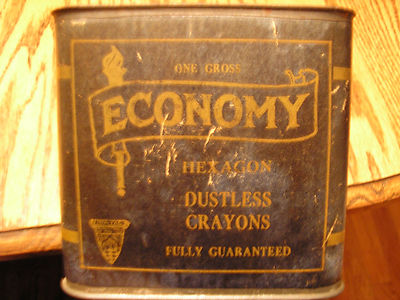 ONE GROSS
ECONOMY
HEXAGON
DUSTLESS
CRAYONS
FULLY GUARANTEED